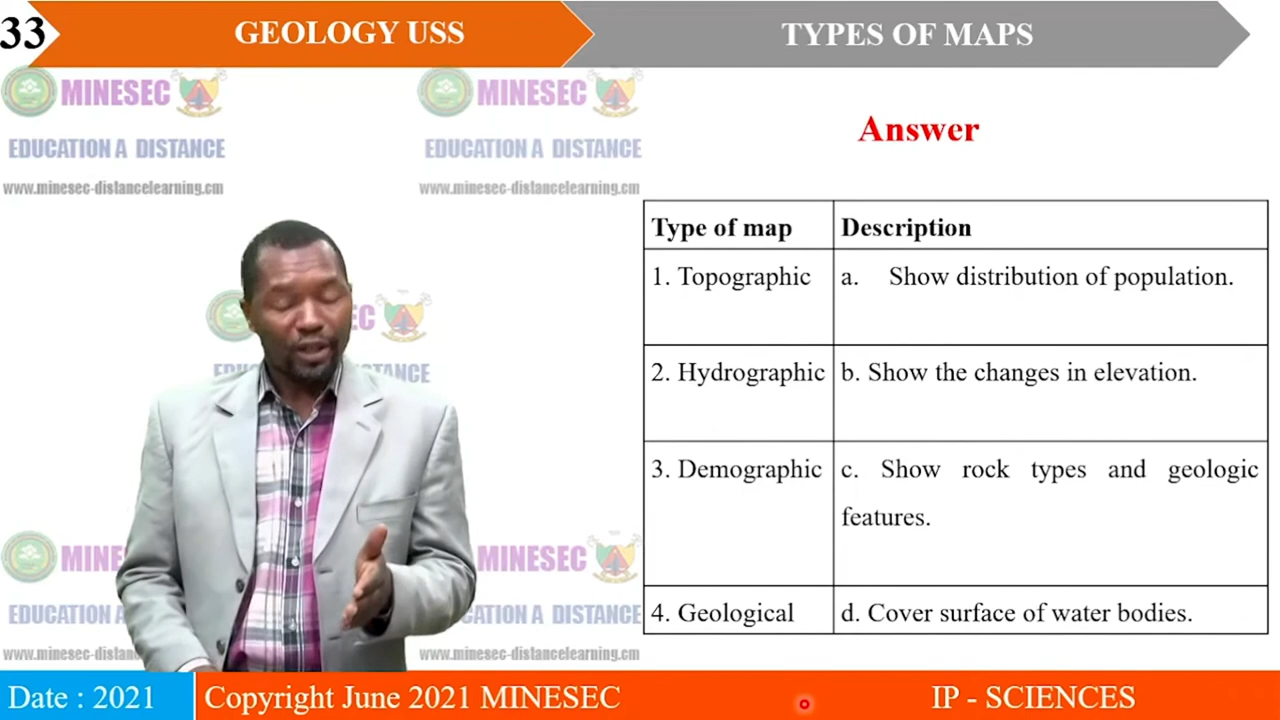 33
GEOLOGY USS
TYPES OF MAPS
MINESEC
MINESEC
EDUCATION A DISTANCE
EDUCATION A DISTANCE
www.minesec-distancelearning.cm
www.minesec-distancelearning.cm
Answer
Type of map
Description
1. Topographic
a. Show distribution of population.
2. Hydrographic
b. Show the changes in elevation.
3. Demographic
c. Show rock types and geologic
features.
4. Geological
d. Cover surface of water bodies.
MINESEC
EDUCATION A DISTANCE
www.minesec-distancelearning.cm
Date : 2021
Copyright June 2021 MINESEC
IP - SCIENCES